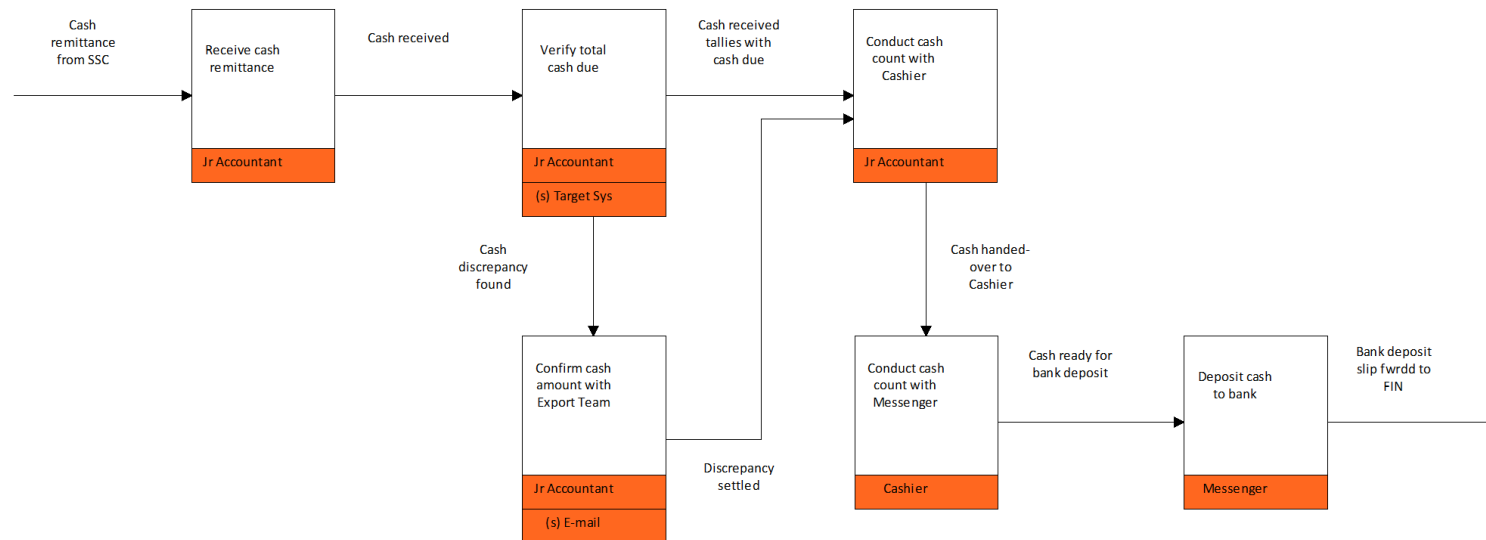 Cash
remittance
from SSC
Receive cash
remittance
Jr Accountant
Cash received
Verify total
cash due
Jr Accountant
(s) Target Sys
Cash received
tallies with
cash due
Conduct cash
count with
Cashier
Jr Accountant
Cash
discrepancy
found
Cash handed-
over to
Cashier
Confirm cash
amount with
Export Team
Jr Accountant
(s) E-mail
Discrepancy
settled
Conduct cash
count with
Messenger
Cashier
Cash ready for
bank deposit
Deposit cash
to bank
Messenger
Bank deposit
slip fwrdd to
FIN